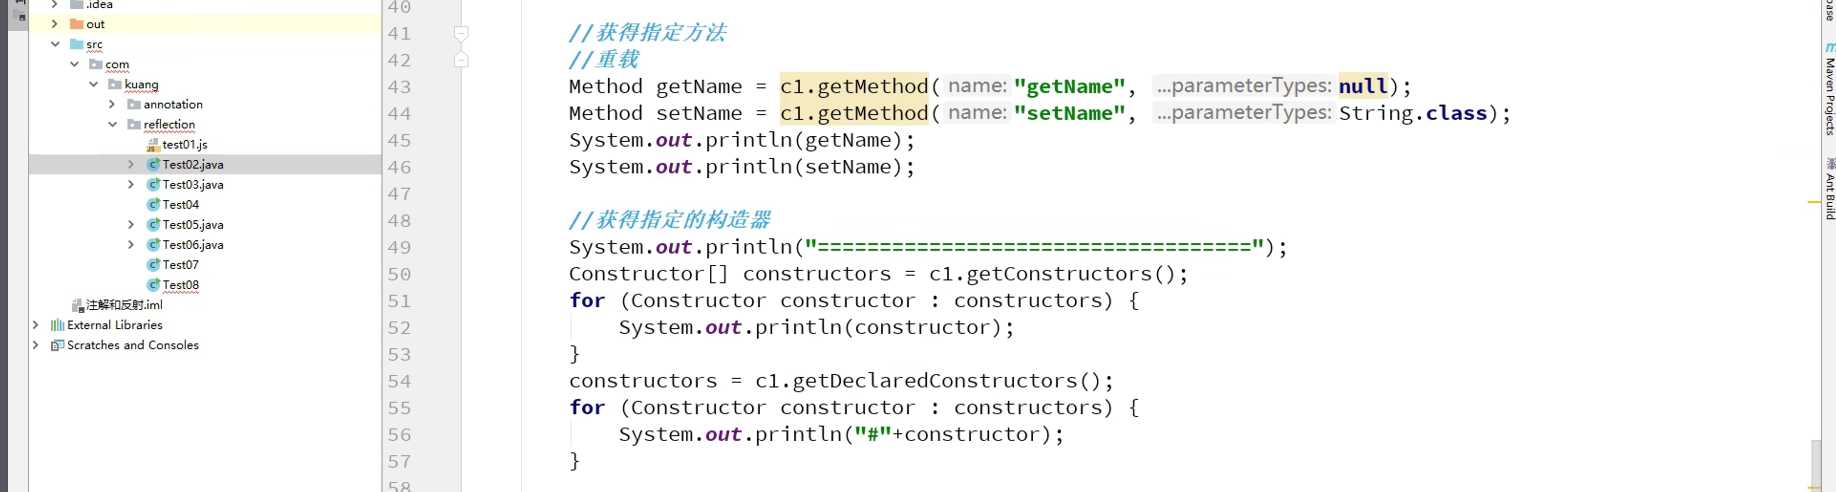 .idea
out
src
com
kuang
annotation
reflection
test01.js
Test02.java
Test03.java
Test04
Test05.java
Test06.java
Test07
Test08
注解和反射.iml
External Libraries
Scratches and Consoles
40
41 //获得指定方法
42 //重载
43 Method getName = c1.getMethod( name: "getName", ...parameterTypes: null);
44 Method setName = c1.getMethod( name: "setName", ...parameterTypes: String.class);
45 System.out.println(getName);
46 System.out.println(setName);
47
48 //获得指定的构造器
49 System.out.println("===================================");
50 Constructor[] constructors = c1.getConstructors();
51 for (Constructor constructor : constructors) {
52 System.out.println(constructor);
53 }
54 constructors = c1.getDeclaredConstructors();
55 for (Constructor constructor : constructors) {
56 System.out.println("#"+constructor);
57 }
58
Maven Projects
Ant Build